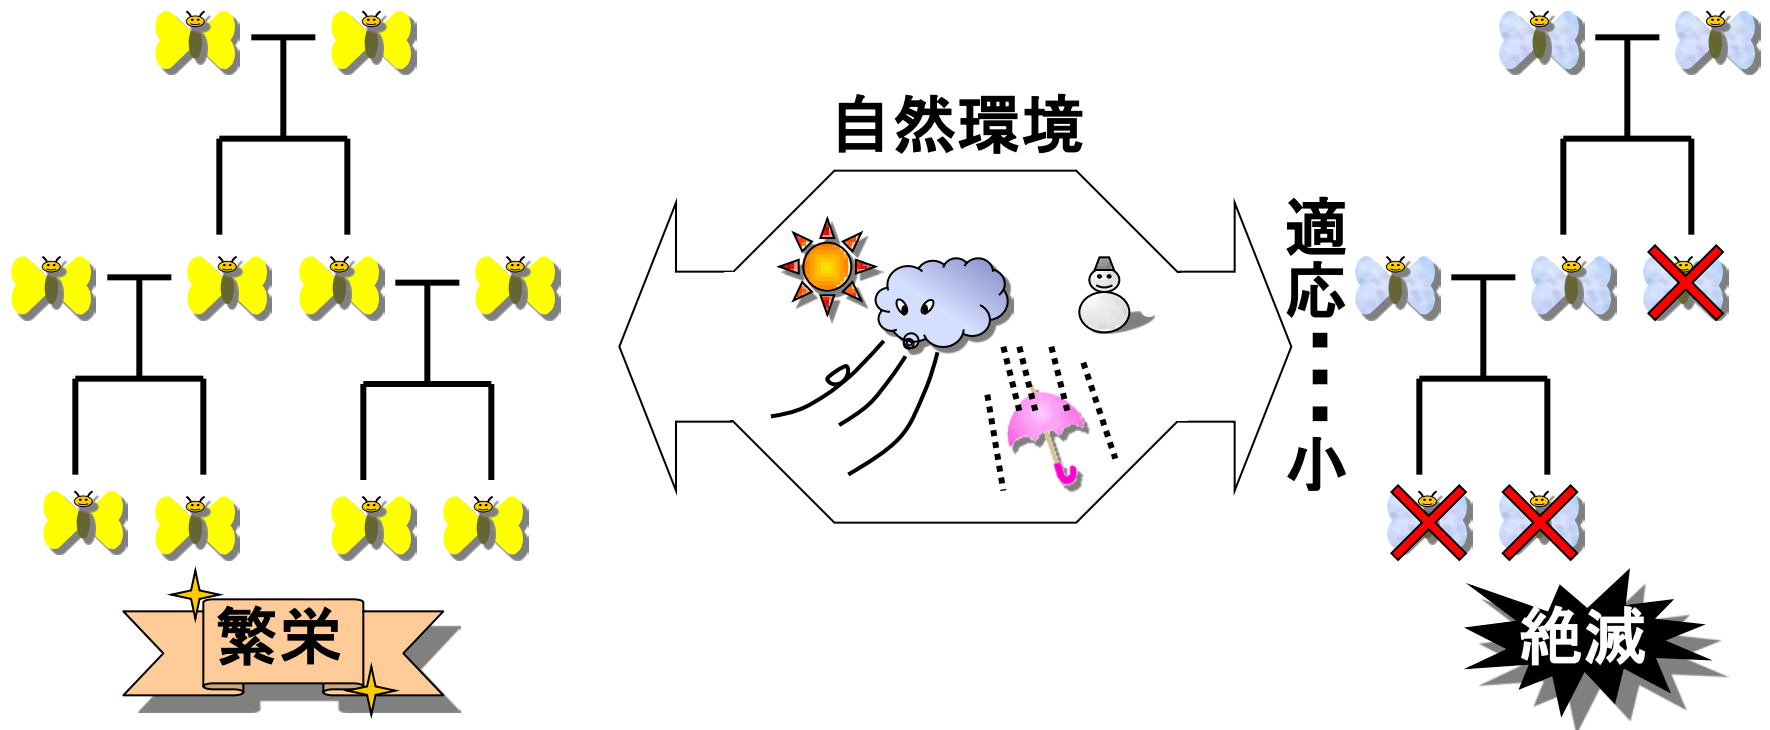 自然環境
適応・・・小
繁栄
絶滅